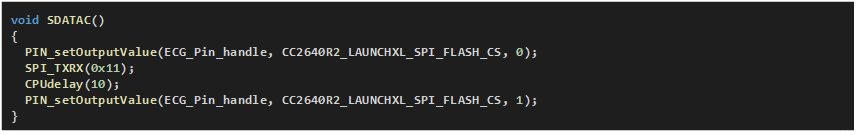 void SDATAC()
{
  PIN_setOutputValue(ECG_Pin_handle, CC2640R2_LAUNCHXL_SPI_FLASH_CS, 0);
  SPI_TXRX(0x11);
  CPUdelay(10);
  PIN_setOutputValue(ECG_Pin_handle, CC2640R2_LAUNCHXL_SPI_FLASH_CS, 1);
}